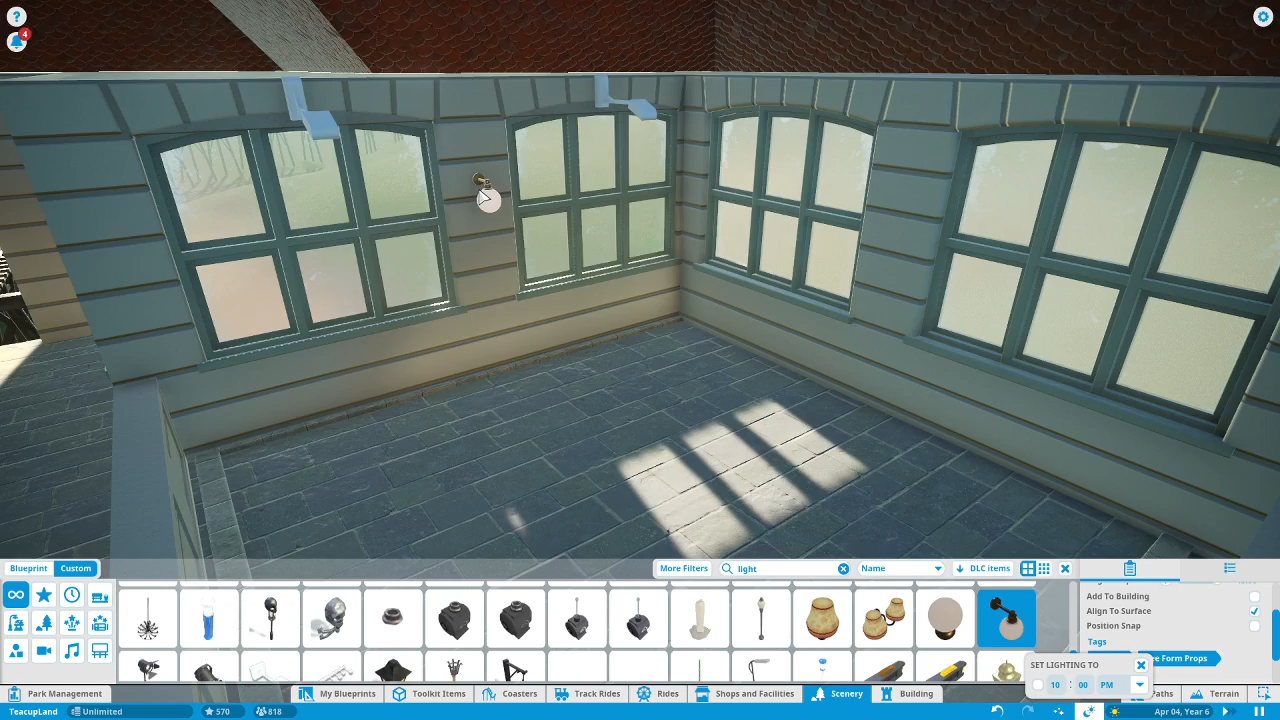 ?
4
Blueprint Custom
More Filters light Name DLC items
Add To Building
Align To Surface
Position Snap
Tags
ee Form Props
SET LIGHTING TO
10 : 00 PM
Park Management My Blueprints Toolkit Items Coasters Track Rides Rides Shops and Facilities Scenery Building Paths Terrain
TeacupLand Unlimited 570 818 Apr 04, Year 6